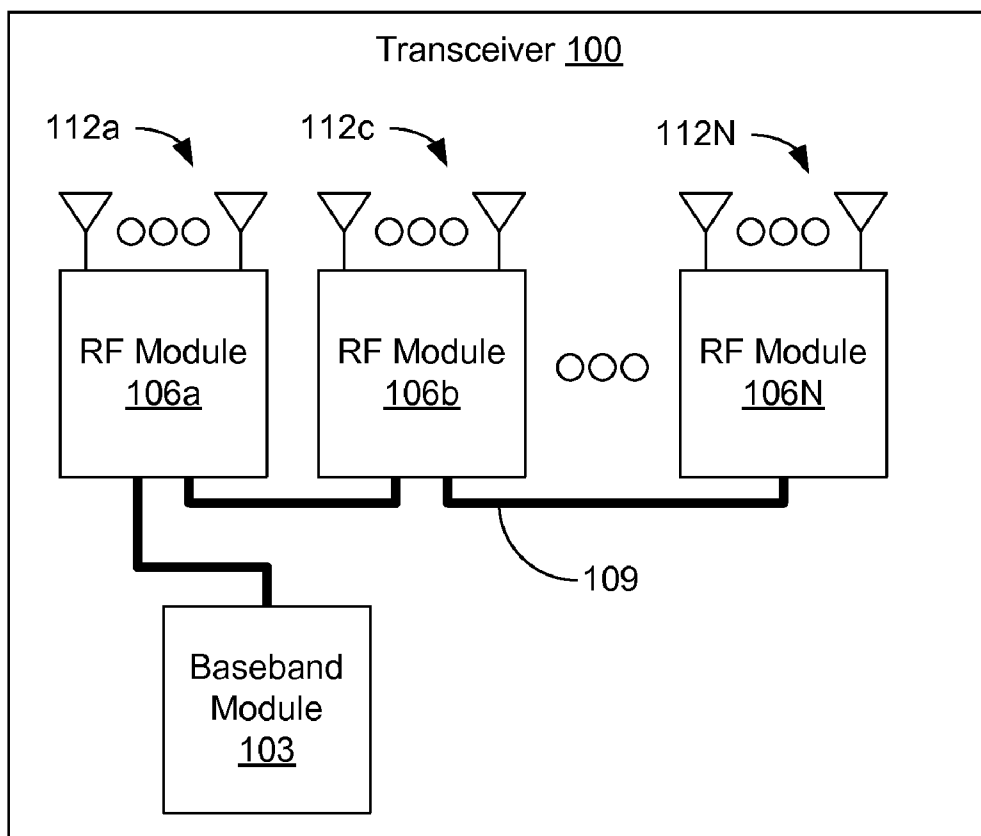 Transceiver 100
112a
112c
112N
RF Module
106a
RF Module
106b
RF Module
106N
109
Baseband
Module
103